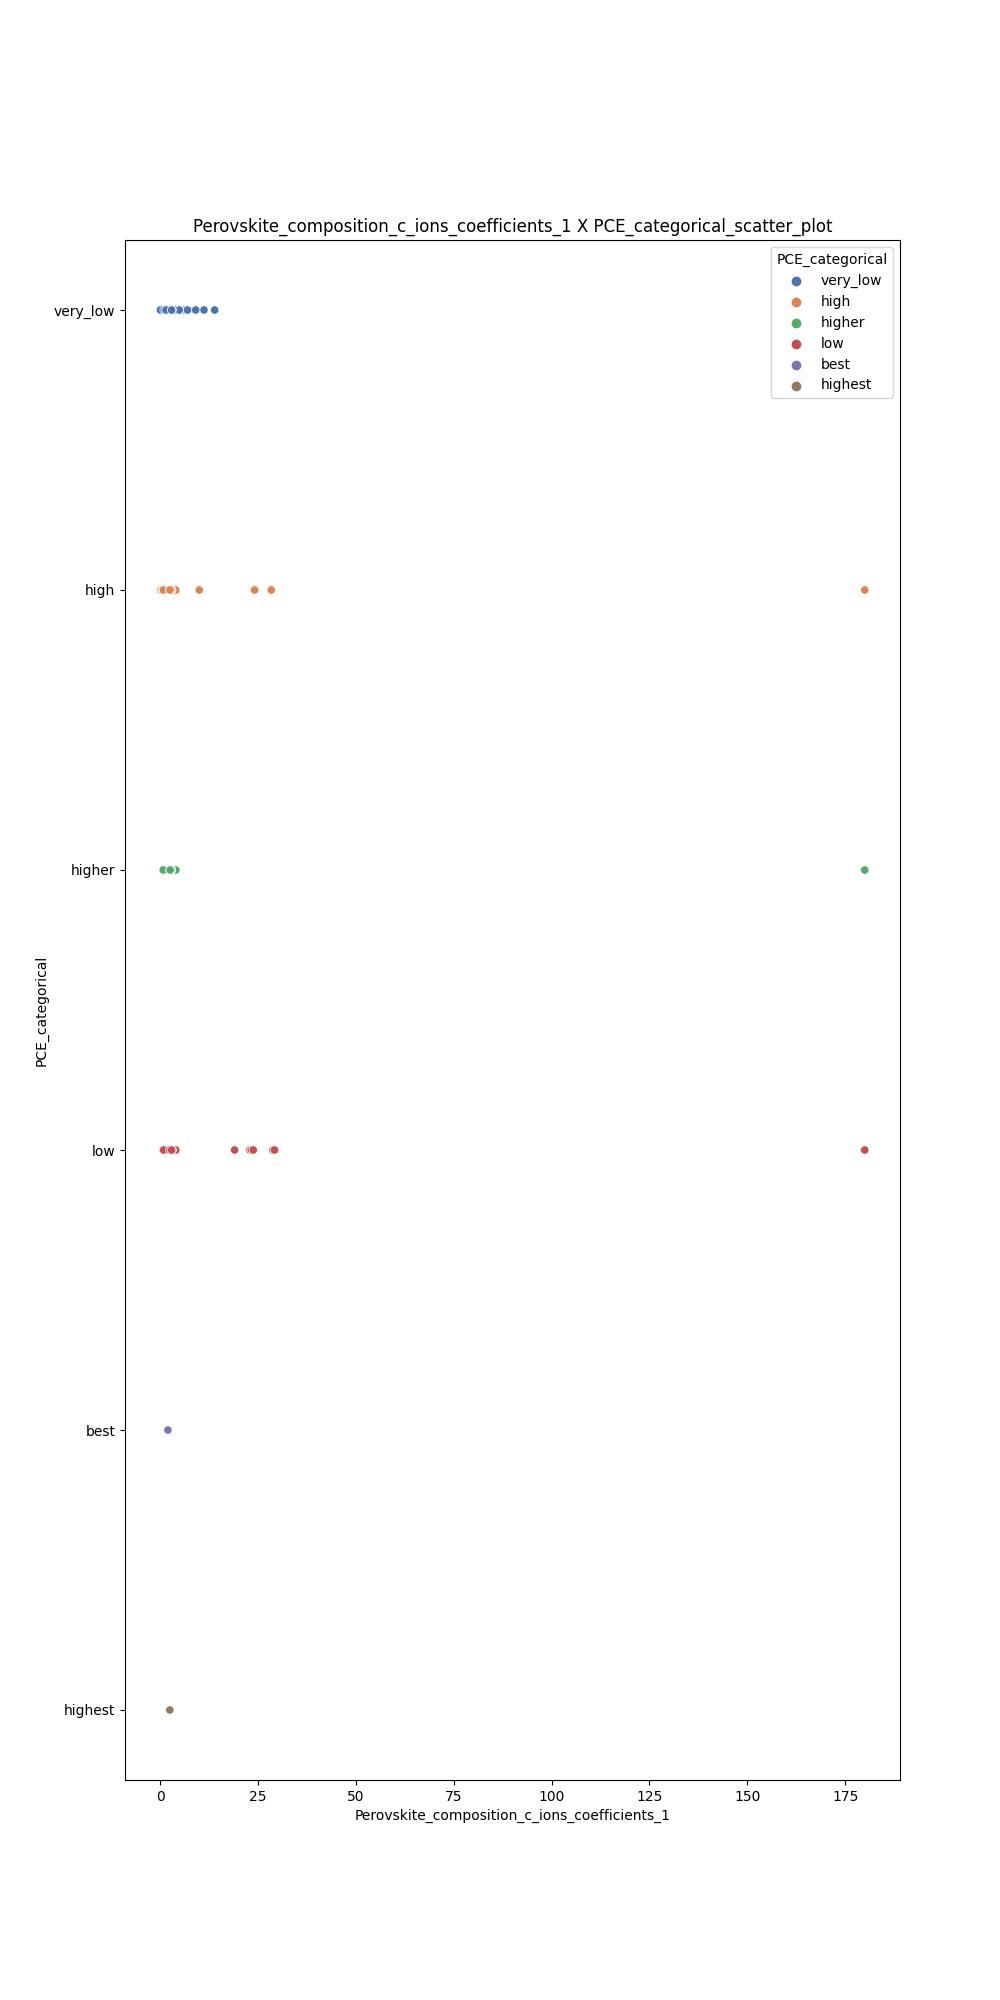 Perovskite_composition_c_ions_coefficients_1 X PCE_categorical_scatter_plot
PCE_categorical
very_low
high
higher
low
best
highest
very_low
high
higher
low
best
highest
PCE_categorical
0 25 50 75 100 125 150 175
Perovskite_composition_c_ions_coefficients_1